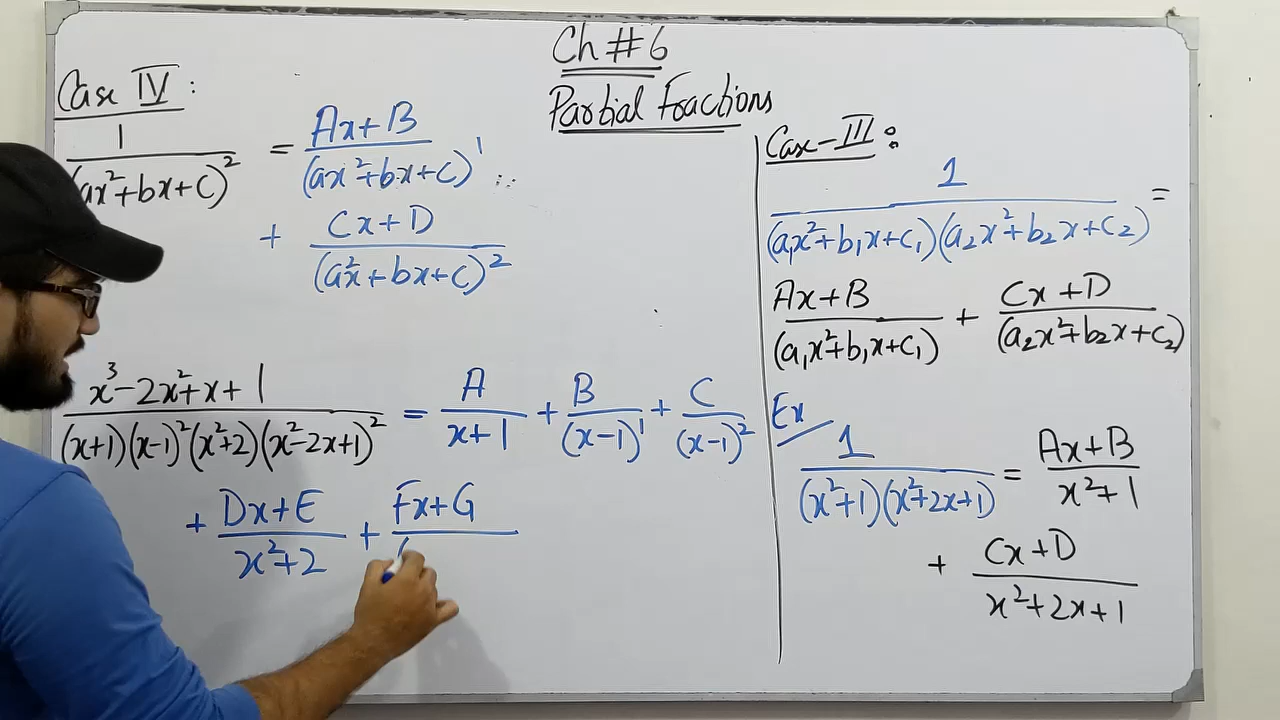 Ch # 6
Partial Fractions
Case IV :
1 / (ax²+bx+c)² = Ax+B / (ax²+bx+c)¹
+ Cx+D / (ax²+bx+c)²
x³-2x²+x+1 / (x+1)(x-1)²(x²+2)(x²-2x+1)² = A / x+1 + B / (x-1)¹ + C / (x-1)²
+ Dx+E / x²+2 + Fx+G / (
Case-III :
1 / (a₁x²+b₁x+c₁)(a₂x²+b₂x+c₂) =
Ax+B / (a₁x²+b₁x+c₁) + Cx+D / (a₂x²+b₂x+c₂)
Ex
1 / (x²+1)(x²+2x+1) = Ax+B / x²+1
+ Cx+D / x²+2x+1